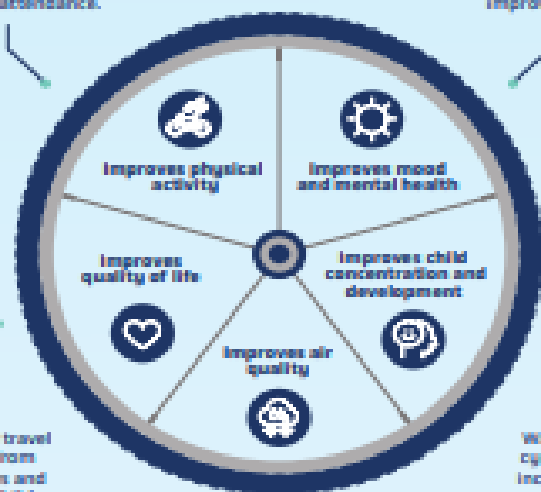 attendance.
Improves physical
activity
Improves mood
and mental health
Improves
quality of life
Improves child
concentration and
development
Improves air
quality
travel
and